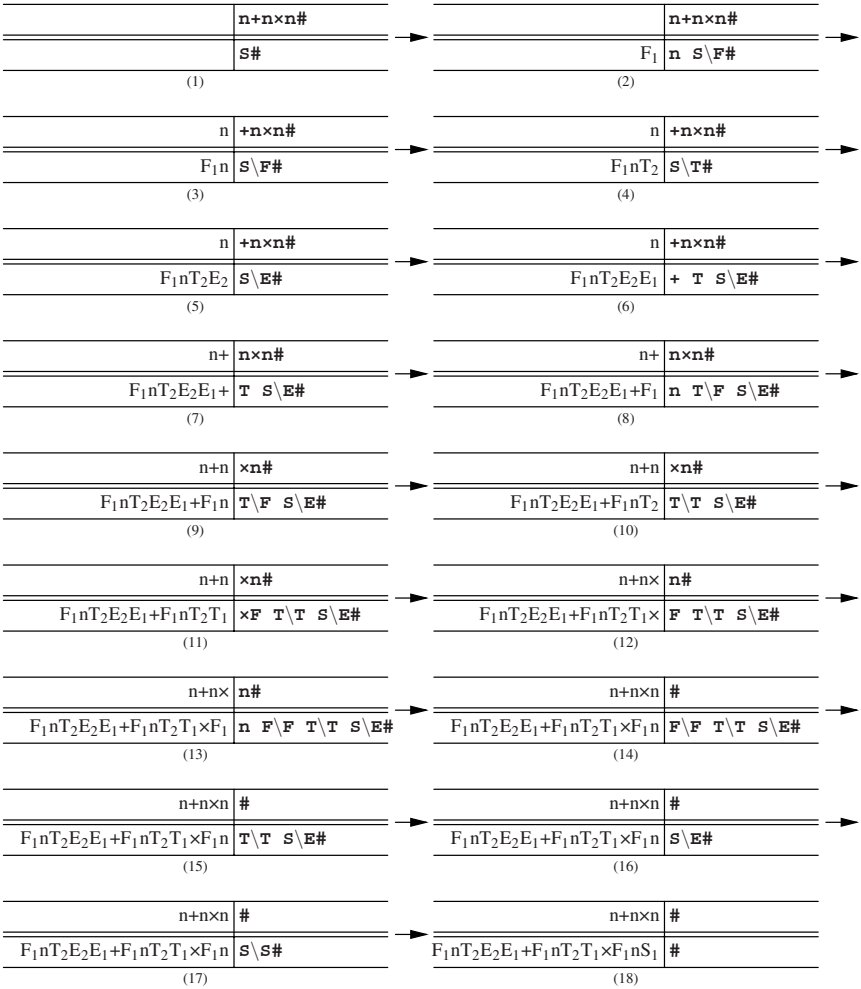 n+n×n# n+n×n#
S# F₁ n S\F#
(1) (2)
n +n×n# n +n×n#
F₁n S\F# F₁nT₂ S\T#
(3) (4)
n +n×n# n +n×n#
F₁nT₂E₂ S\E# F₁nT₂E₂E₁ + T S\E#
(5) (6)
n+ n×n# n+ n×n#
F₁nT₂E₂E₁+ T S\E# F₁nT₂E₂E₁+F₁ n T\F S\E#
(7) (8)
n+n ×n# n+n ×n#
F₁nT₂E₂E₁+F₁n T\F S\E# F₁nT₂E₂E₁+F₁nT₂ T\T S\E#
(9) (10)
n+n ×n# n+n× n#
F₁nT₂E₂E₁+F₁nT₂T₁ ×F T\T S\E# F₁nT₂E₂E₁+F₁nT₂T₁× F T\T S\E#
(11) (12)
n+n× n# n+n×n #
F₁nT₂E₂E₁+F₁nT₂T₁×F₁ n F\F T\T S\E# F₁nT₂E₂E₁+F₁nT₂T₁×F₁n F\F T\T S\E#
(13) (14)
n+n×n # n+n×n #
F₁nT₂E₂E₁+F₁nT₂T₁×F₁n T\T S\E# F₁nT₂E₂E₁+F₁nT₂T₁×F₁n S\E#
(15) (16)
n+n×n # n+n×n #
F₁nT₂E₂E₁+F₁nT₂T₁×F₁n S\S# F₁nT₂E₂E₁+F₁nT₂T₁×F₁nS₁ #
(17) (18)